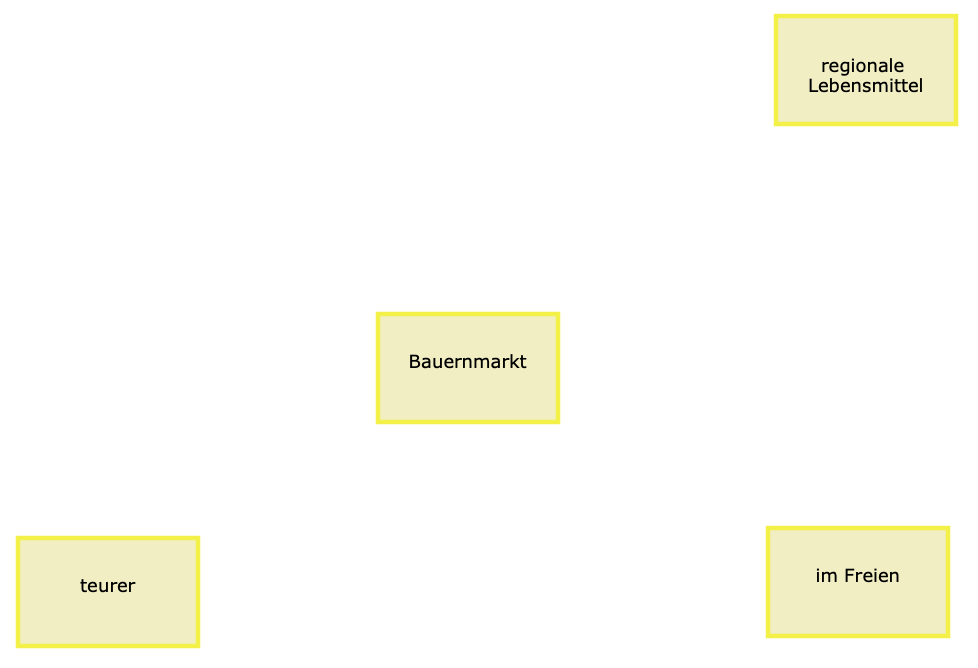 regionale
Lebensmittel
Bauernmarkt
teurer
im Freien